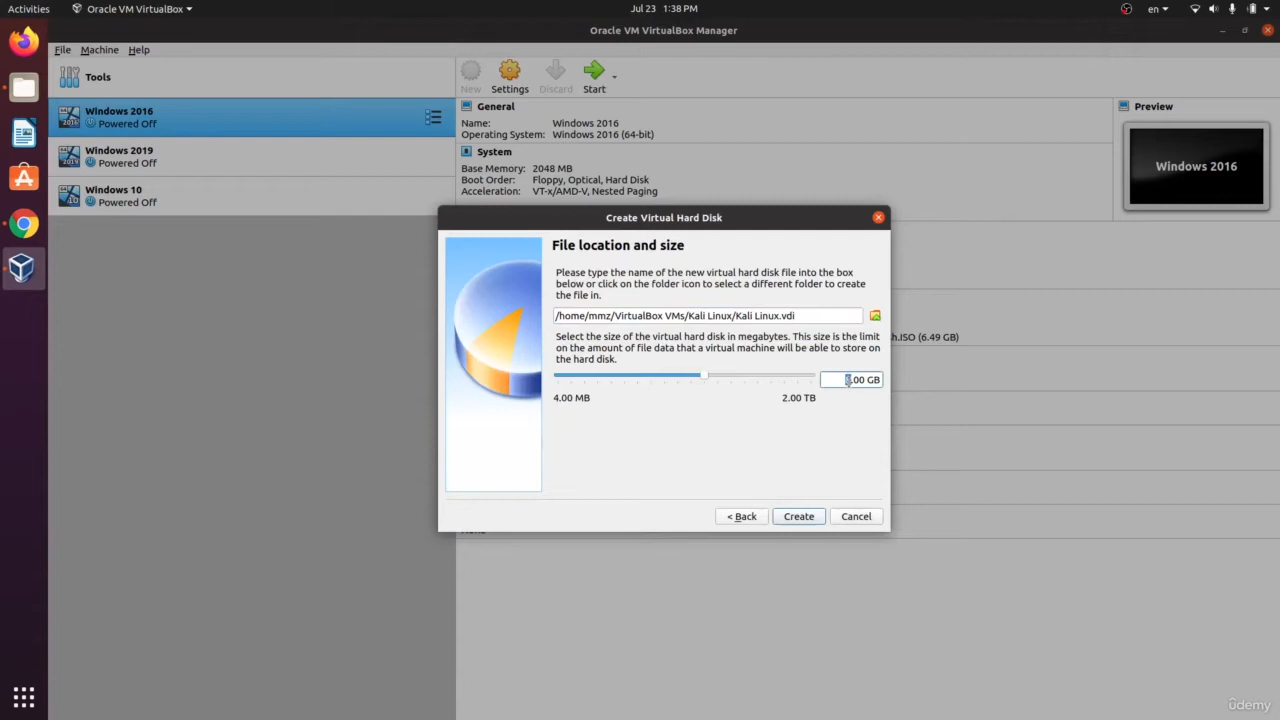 Activities
Oracle VM VirtualBox
Jul 23 1:38 PM
en
Oracle VM VirtualBox Manager
File Machine Help
Tools
New Settings Discard Start
Windows 2016
Powered Off
Windows 2019
Powered Off
Windows 10
Powered Off
General
Name: Windows 2016
Operating System: Windows 2016 (64-bit)
System
Base Memory: 2048 MB
Boot Order: Floppy, Optical, Hard Disk
Acceleration: VT-x/AMD-V, Nested Paging
Preview
Windows 2016
Create Virtual Hard Disk
File location and size
Please type the name of the new virtual hard disk file into the box
below or click on the folder icon to select a different folder to create
the file in.
/home/mmz/VirtualBox VMs/Kali Linux/Kali Linux.vdi
Select the size of the virtual hard disk in megabytes. This size is the limit
on the amount of file data that a virtual machine will be able to store on
the hard disk.
.00 GB
4.00 MB 2.00 TB
h.ISO (6.49 GB)
< Back Create Cancel
ûdemy